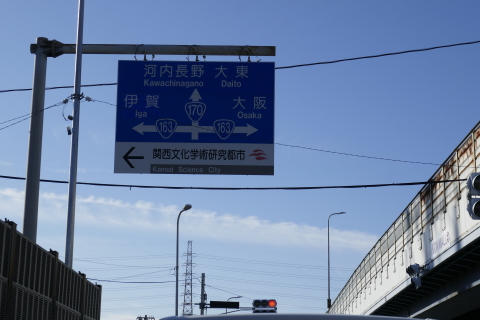 河内長野 大東
Kawachinagano Daito
伊賀 大阪
Iga 170 Osaka
163 163
関西文化学術研究都市
Kansai Science City